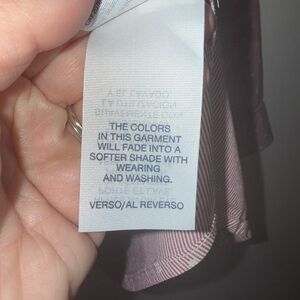 THE COLORS
IN THIS GARMENT
WILL FADE INTO A
SOFTER SHADE WITH
WEARING
AND WASHING.
VERSO/AL REVERSO